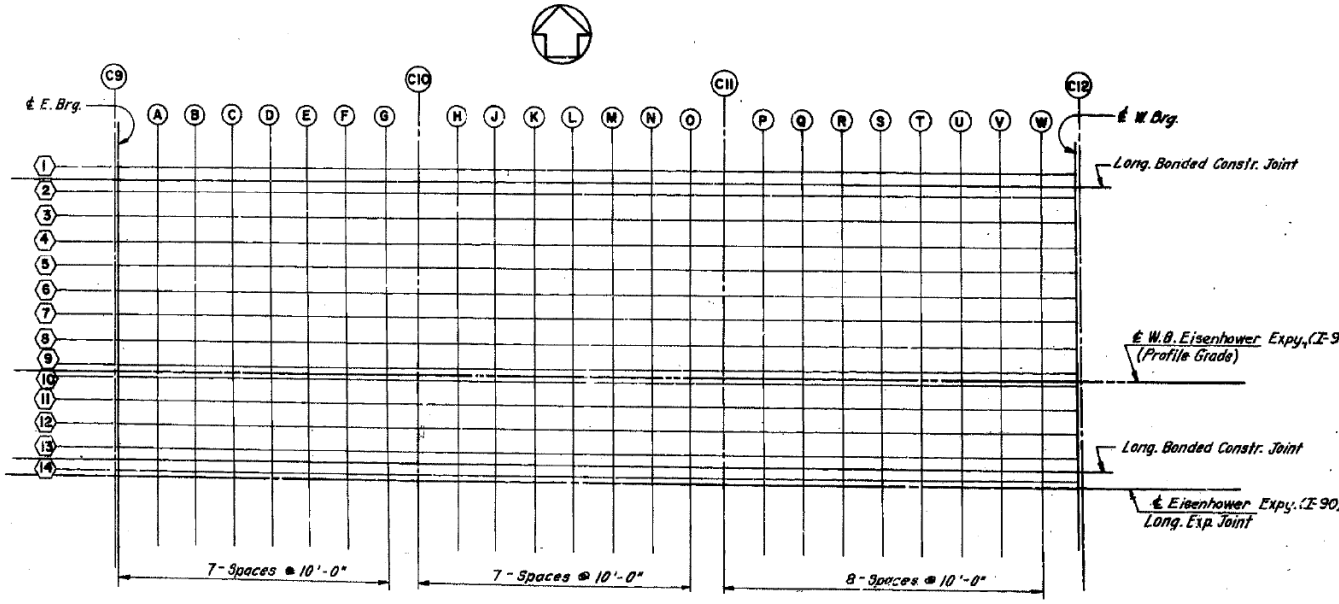 C9
C10
C11
C12
℄ E. Brg.
A B C D E F G H J K L M N O P Q R S T U V W
℄ W. Brg.
Long. Bonded Constr. Joint
1
2
3
4
5
6
7
8
9
10
11
12
13
14
℄ W.B. Eisenhower Expy. (I-9
(Profile Grade)
Long. Bonded Constr. Joint
℄ Eisenhower Expy. (I-90)
Long. Exp. Joint
7-Spaces @ 10'-0"
7-Spaces @ 10'-0"
8-Spaces @ 10'-0"